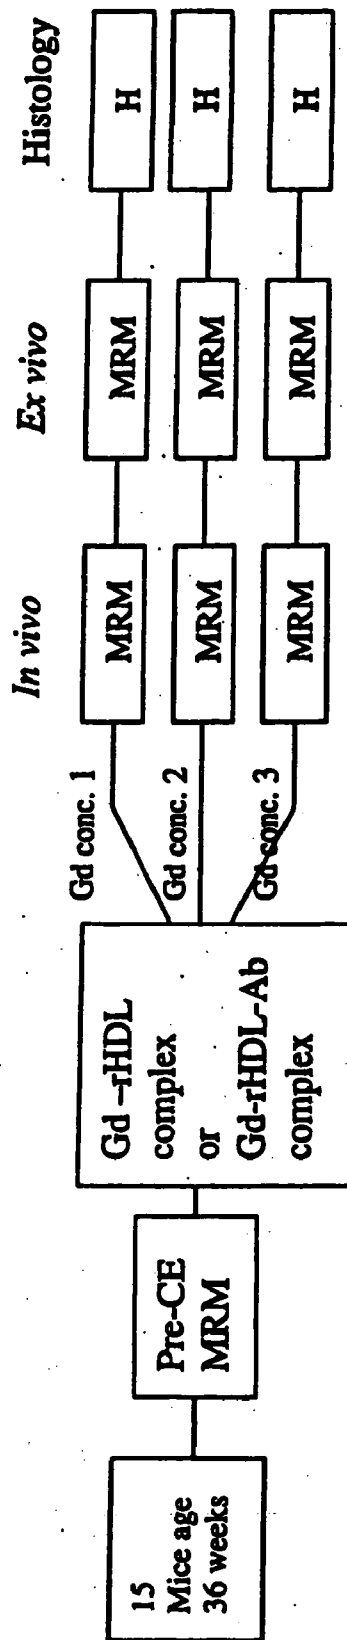 15
Mice age
36 weeks
Pre-CE
MRM
Gd –rHDL
complex
or
Gd-rHDL-Ab
complex
Gd conc. 1
Gd conc. 2
Gd conc. 3
In vivo
MRM
MRM
MRM
Ex vivo
MRM
MRM
MRM
Histology
H
H
H